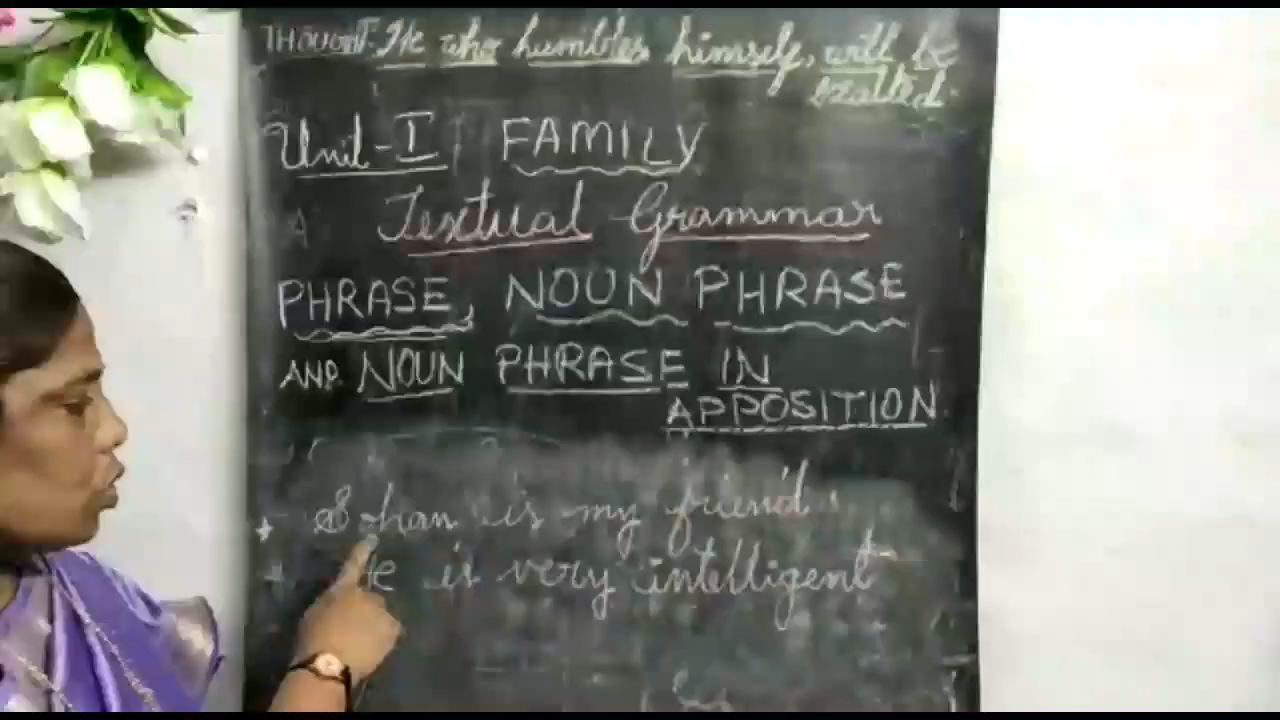 THOUGHT: He who humbles himself, will be
exalted.
Unit-I FAMILY
A Textual Grammar
PHRASE, NOUN PHRASE
AND NOUN PHRASE IN
APPOSITION
Sohan is my friend.
He is very intelligent